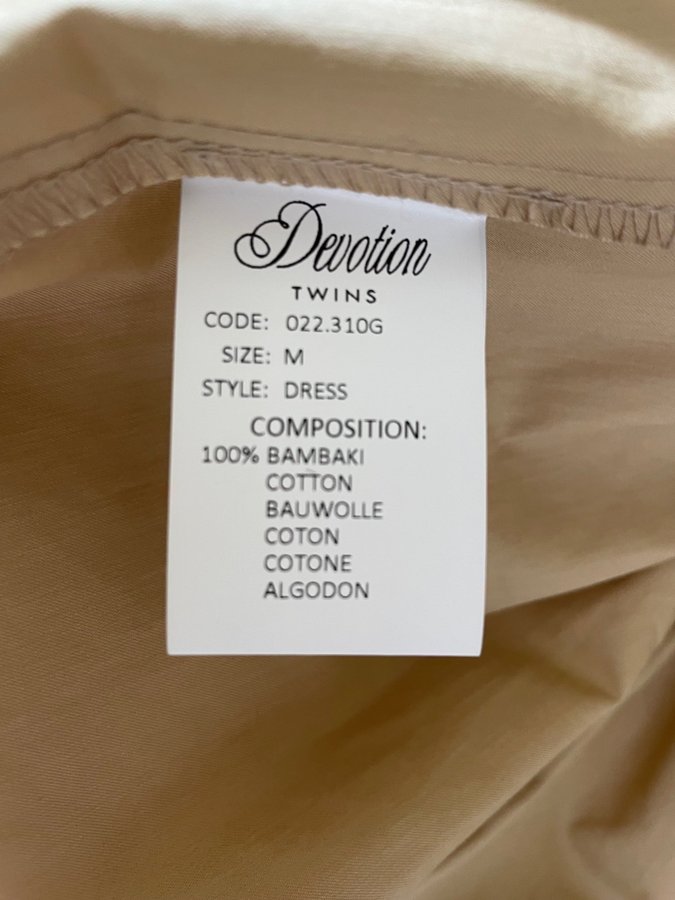 Devotion
TWINS
CODE: 022.310G
SIZE: M
STYLE: DRESS
COMPOSITION:
100% BAMBAKI
COTTON
BAUWOLLE
COTON
COTONE
ALGODON